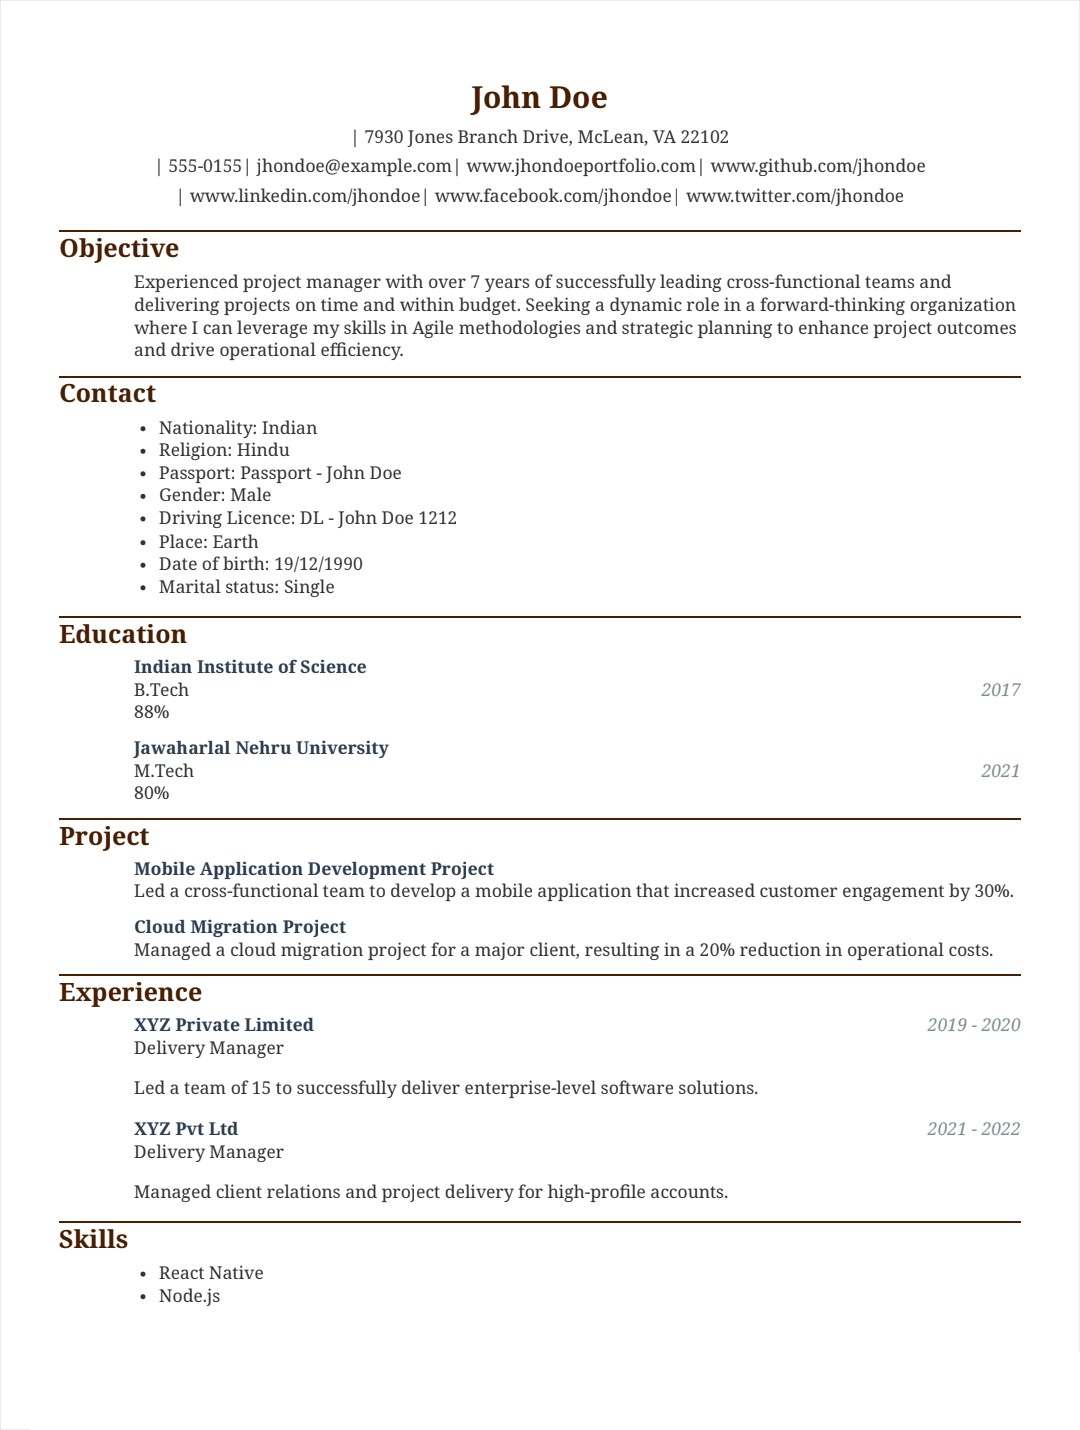 John Doe
| 7930 Jones Branch Drive, McLean, VA 22102
| 555-0155| jhondoe@example.com| www.jhondoeportfolio.com| www.github.com/jhondoe
| www.linkedin.com/jhondoe| www.facebook.com/jhondoe| www.twitter.com/jhondoe
Objective
Experienced project manager with over 7 years of successfully leading cross-functional teams and
delivering projects on time and within budget. Seeking a dynamic role in a forward-thinking organization
where I can leverage my skills in Agile methodologies and strategic planning to enhance project outcomes
and drive operational efficiency.
Contact
• Nationality: Indian
• Religion: Hindu
• Passport: Passport - John Doe
• Gender: Male
• Driving Licence: DL - John Doe 1212
• Place: Earth
• Date of birth: 19/12/1990
• Marital status: Single
Education
Indian Institute of Science
B.Tech 2017
88%
Jawaharlal Nehru University
M.Tech 2021
80%
Project
Mobile Application Development Project
Led a cross-functional team to develop a mobile application that increased customer engagement by 30%.
Cloud Migration Project
Managed a cloud migration project for a major client, resulting in a 20% reduction in operational costs.
Experience
XYZ Private Limited 2019 - 2020
Delivery Manager
Led a team of 15 to successfully deliver enterprise-level software solutions.
XYZ Pvt Ltd 2021 - 2022
Delivery Manager
Managed client relations and project delivery for high-profile accounts.
Skills
• React Native
• Node.js